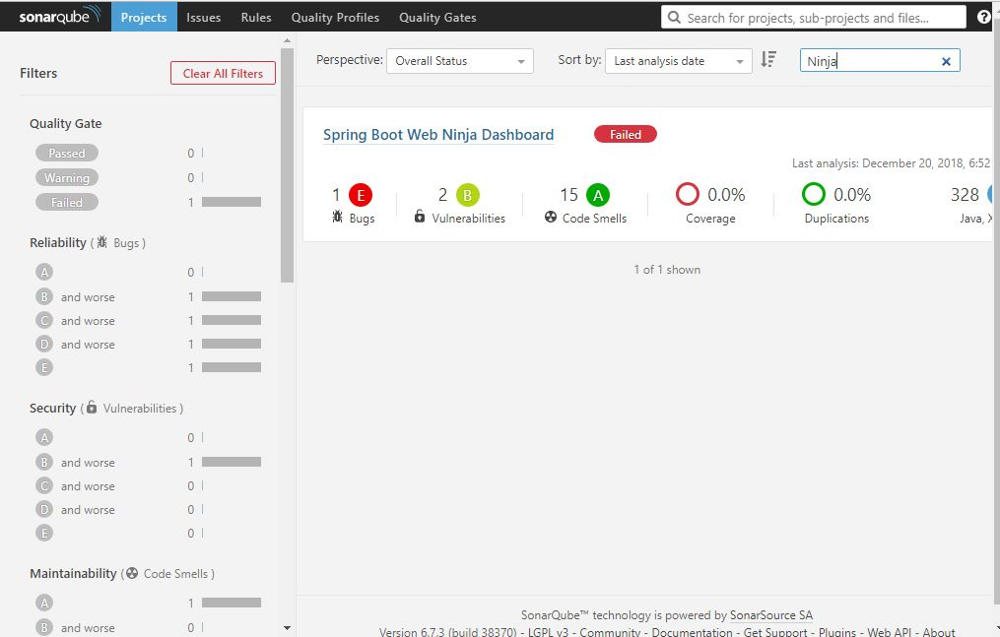 sonarqube Projects Issues Rules Quality Profiles Quality Gates Search for projects, sub-projects and files... ?
Filters Clear All Filters
Quality Gate
Passed 0
Warning 0
Failed 1
Reliability ( Bugs )
A 0
B and worse 1
C and worse 1
D and worse 1
E 1
Security ( Vulnerabilities )
A 0
B and worse 1
C and worse 0
D and worse 0
E 0
Maintainability ( Code Smells )
A 1
B and worse 0
Perspective: Overall Status Sort by: Last analysis date Ninja
Spring Boot Web Ninja Dashboard Failed
Last analysis: December 20, 2018, 6:52
1 E 2 B 15 A 0.0% 0.0% 328
Bugs Vulnerabilities Code Smells Coverage Duplications Java, X
1 of 1 shown
SonarQube™ technology is powered by SonarSource SA
Version 6.7.3 (build 38370) - LGPL v3 - Community - Documentation - Get Support - Plugins - Web API - About